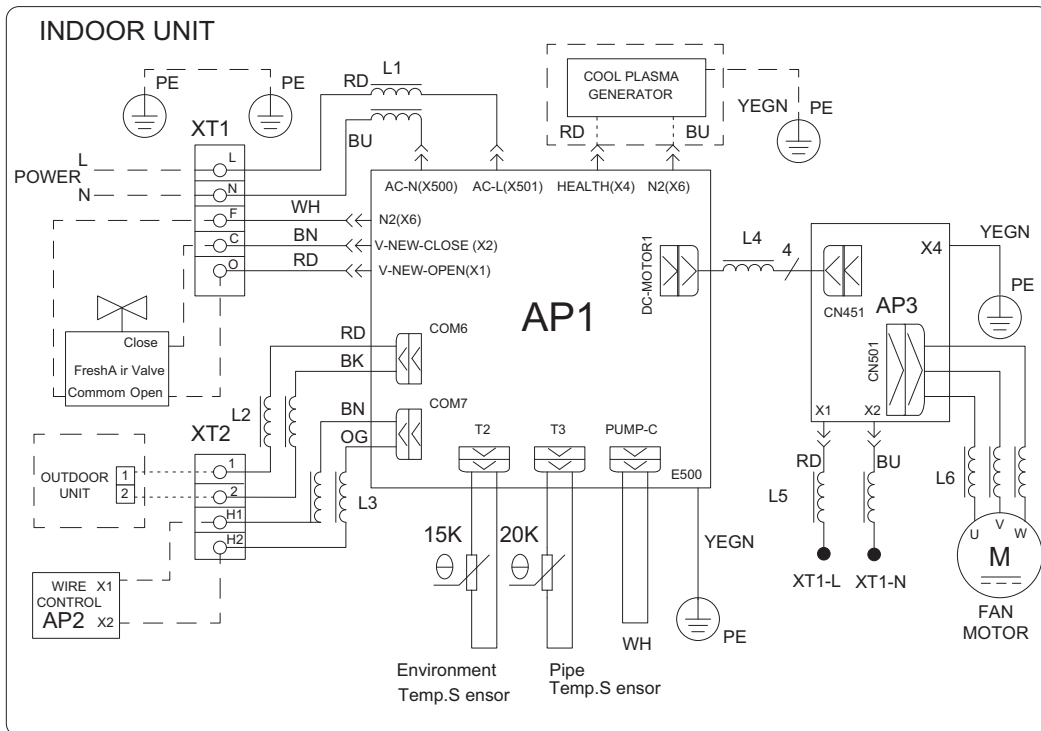 INDOOR UNIT
PE
PE
RD
L1
BU
COOL PLASMA
GENERATOR
YEGN
PE
RD
BU
XT1
L
POWER
N
L
N
F
C
O
WH
BN
RD
AC-N(X500)
AC-L(X501)
HEALTH(X4)
N2(X6)
N2(X6)
V-NEW-CLOSE (X2)
V-NEW-OPEN(X1)
AP1
DC-MOTOR1
L4
4
CN451
X4
YEGN
PE
AP3
CN501
X1
X2
Close
FreshA ir Valve
Commom Open
RD
BK
COM6
L2
BN
OG
COM7
XT2
1
2
H1
H2
L3
OUTDOOR
UNIT
1
2
WIRE
CONTROL
AP2
X1
X2
T2
T3
PUMP-C
E500
15K
20K
WH
YEGN
PE
Environment
Temp.S ensor
Pipe
Temp.S ensor
RD
BU
L5
XT1-L
XT1-N
L6
U
V
W
M
FAN
MOTOR